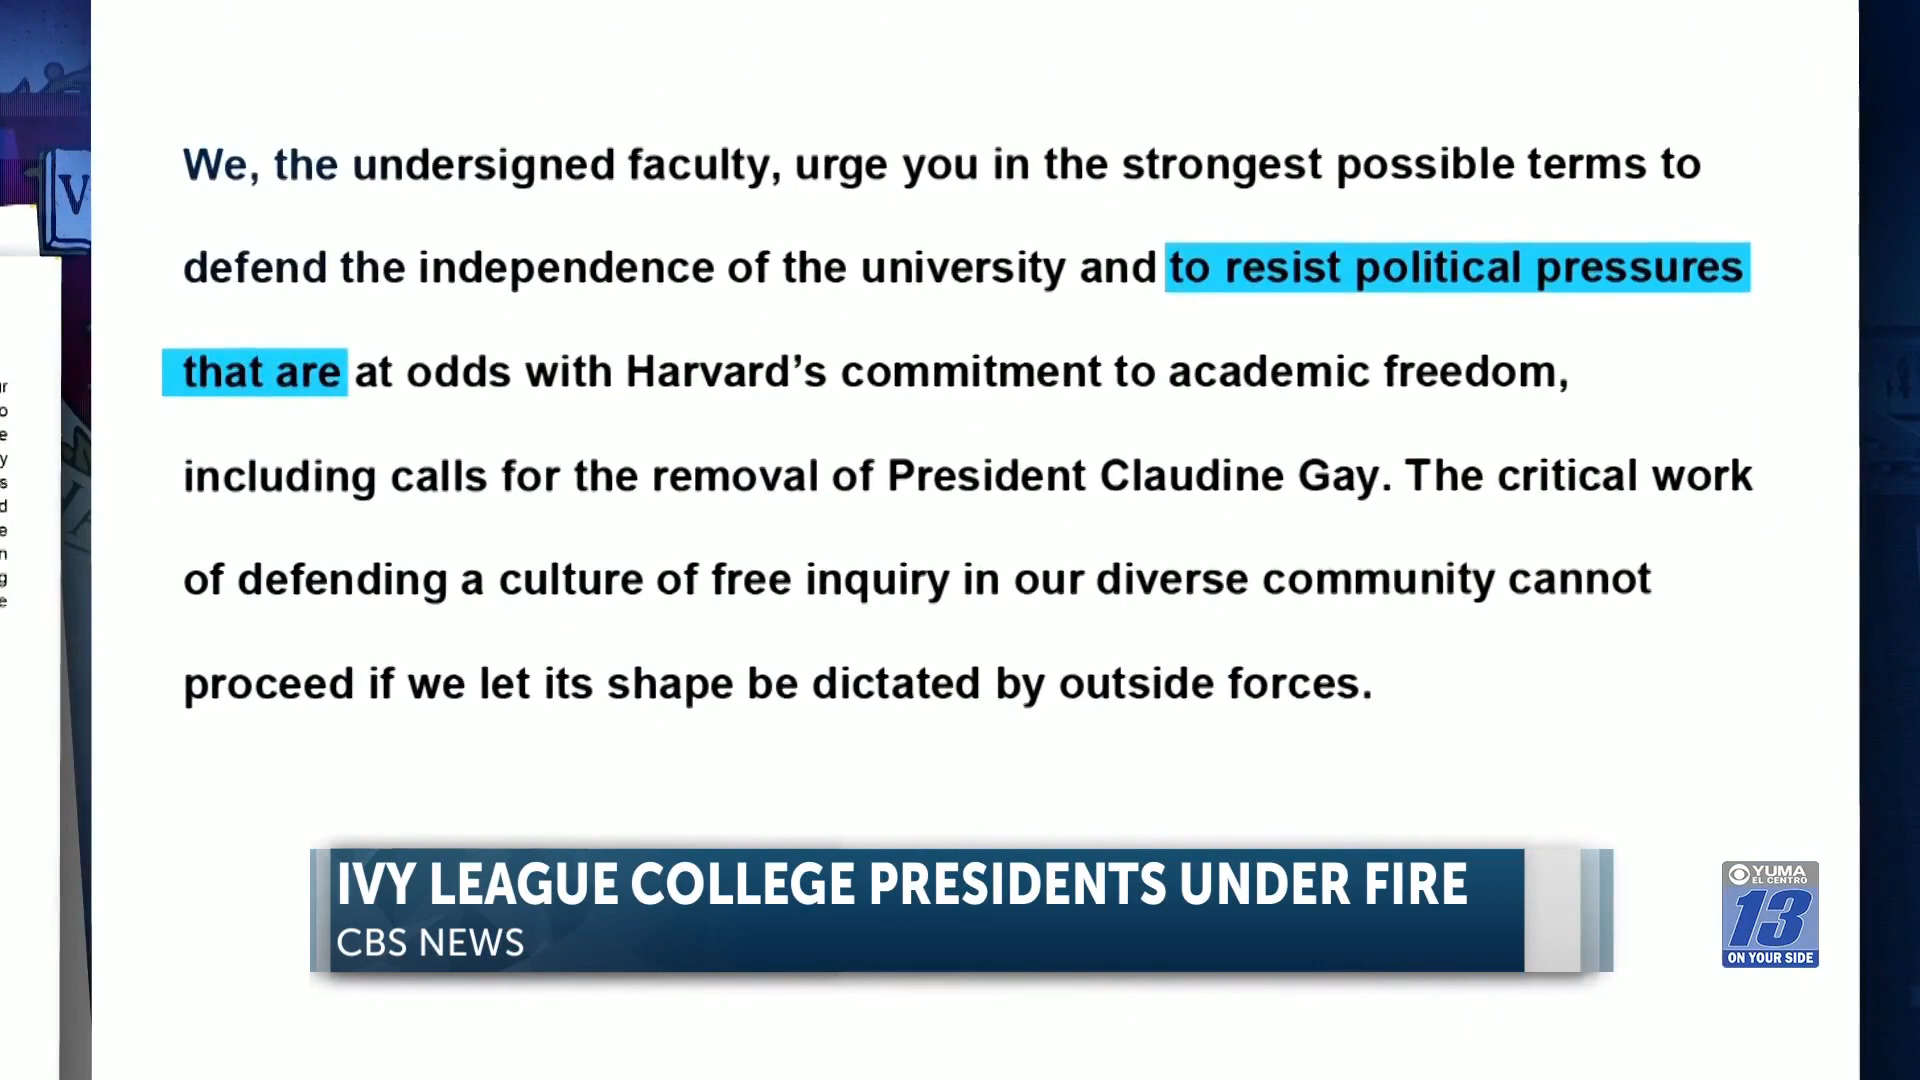 We, the undersigned faculty, urge you in the strongest possible terms to
defend the independence of the university and to resist political pressures
that are at odds with Harvard’s commitment to academic freedom,
including calls for the removal of President Claudine Gay. The critical work
of defending a culture of free inquiry in our diverse community cannot
proceed if we let its shape be dictated by outside forces.
IVY LEAGUE COLLEGE PRESIDENTS UNDER FIRE
CBS NEWS
YUMA
EL CENTRO
13
ON YOUR SIDE